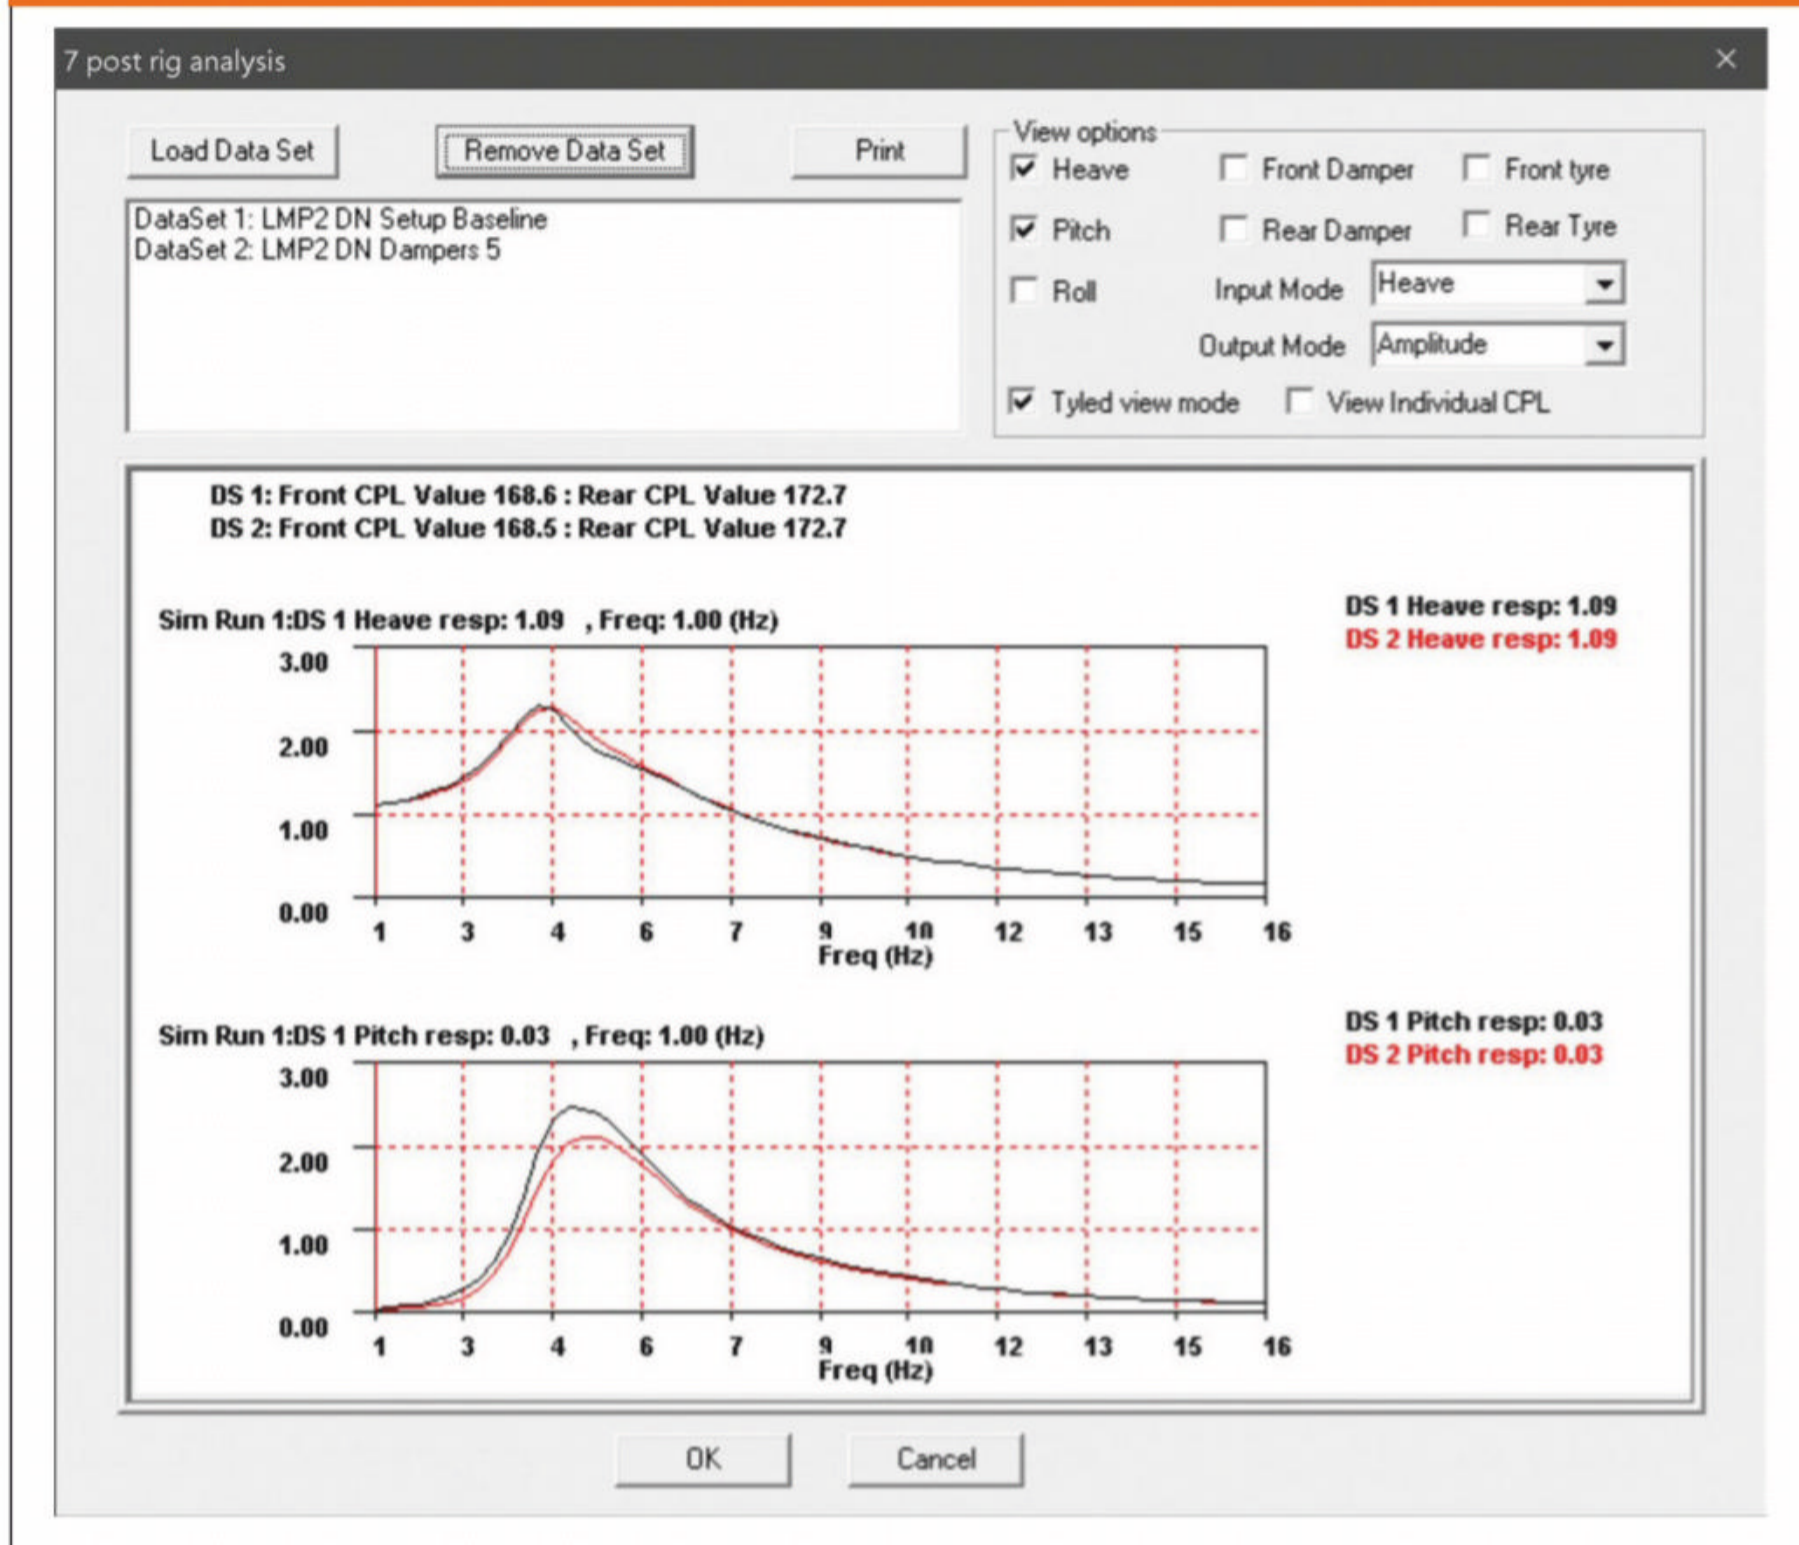 7 post rig analysis
Load Data Set
Remove Data Set
Print
DataSet 1: LMP2 DN Setup Baseline
DataSet 2: LMP2 DN Dampers 5
View options
Heave
Front Damper
Front tyre
Pitch
Rear Damper
Rear Tyre
Roll
Input Mode
Heave
Output Mode
Amplitude
Tyled view mode
View Individual CPL
DS 1: Front CPL Value 168.6 : Rear CPL Value 172.7
DS 2: Front CPL Value 168.5 : Rear CPL Value 172.7
Sim Run 1:DS 1 Heave resp: 1.09 , Freq: 1.00 (Hz)
DS 1 Heave resp: 1.09
DS 2 Heave resp: 1.09
3.00
2.00
1.00
0.00
1 3 4 6 7 9 10 12 13 15 16
Freq (Hz)
Sim Run 1:DS 1 Pitch resp: 0.03 , Freq: 1.00 (Hz)
DS 1 Pitch resp: 0.03
DS 2 Pitch resp: 0.03
3.00
2.00
1.00
0.00
1 3 4 6 7 9 10 12 13 15 16
Freq (Hz)
OK
Cancel